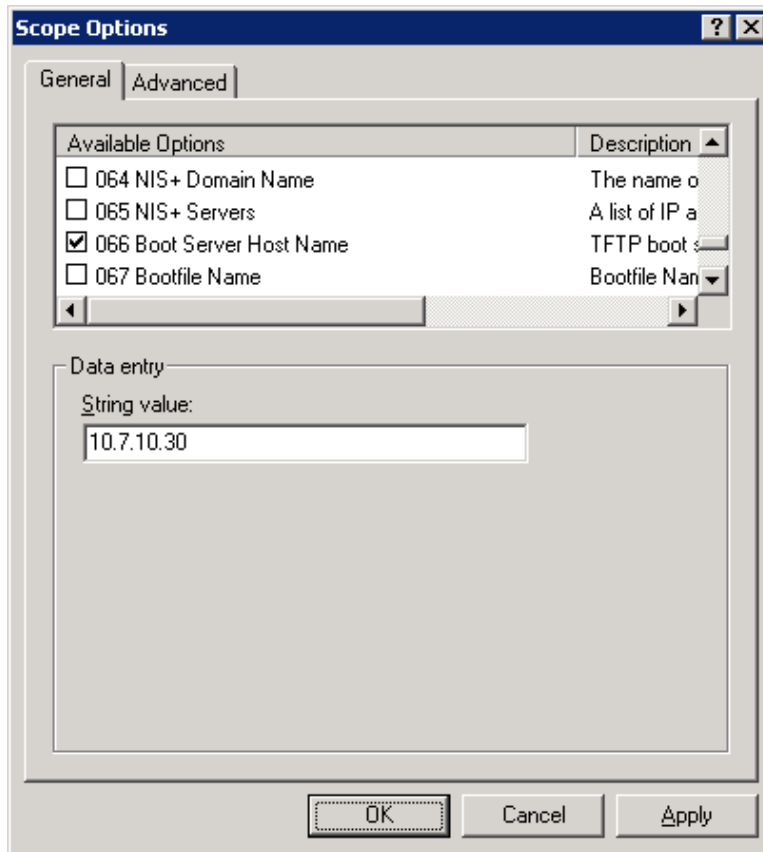 Scope Options
General Advanced
Available Options Description
064 NIS+ Domain Name The name o
065 NIS+ Servers A list of IP a
066 Boot Server Host Name TFTP boot s
067 Bootfile Name Bootfile Nan
Data entry
String value:
10.7.10.30
OK Cancel Apply